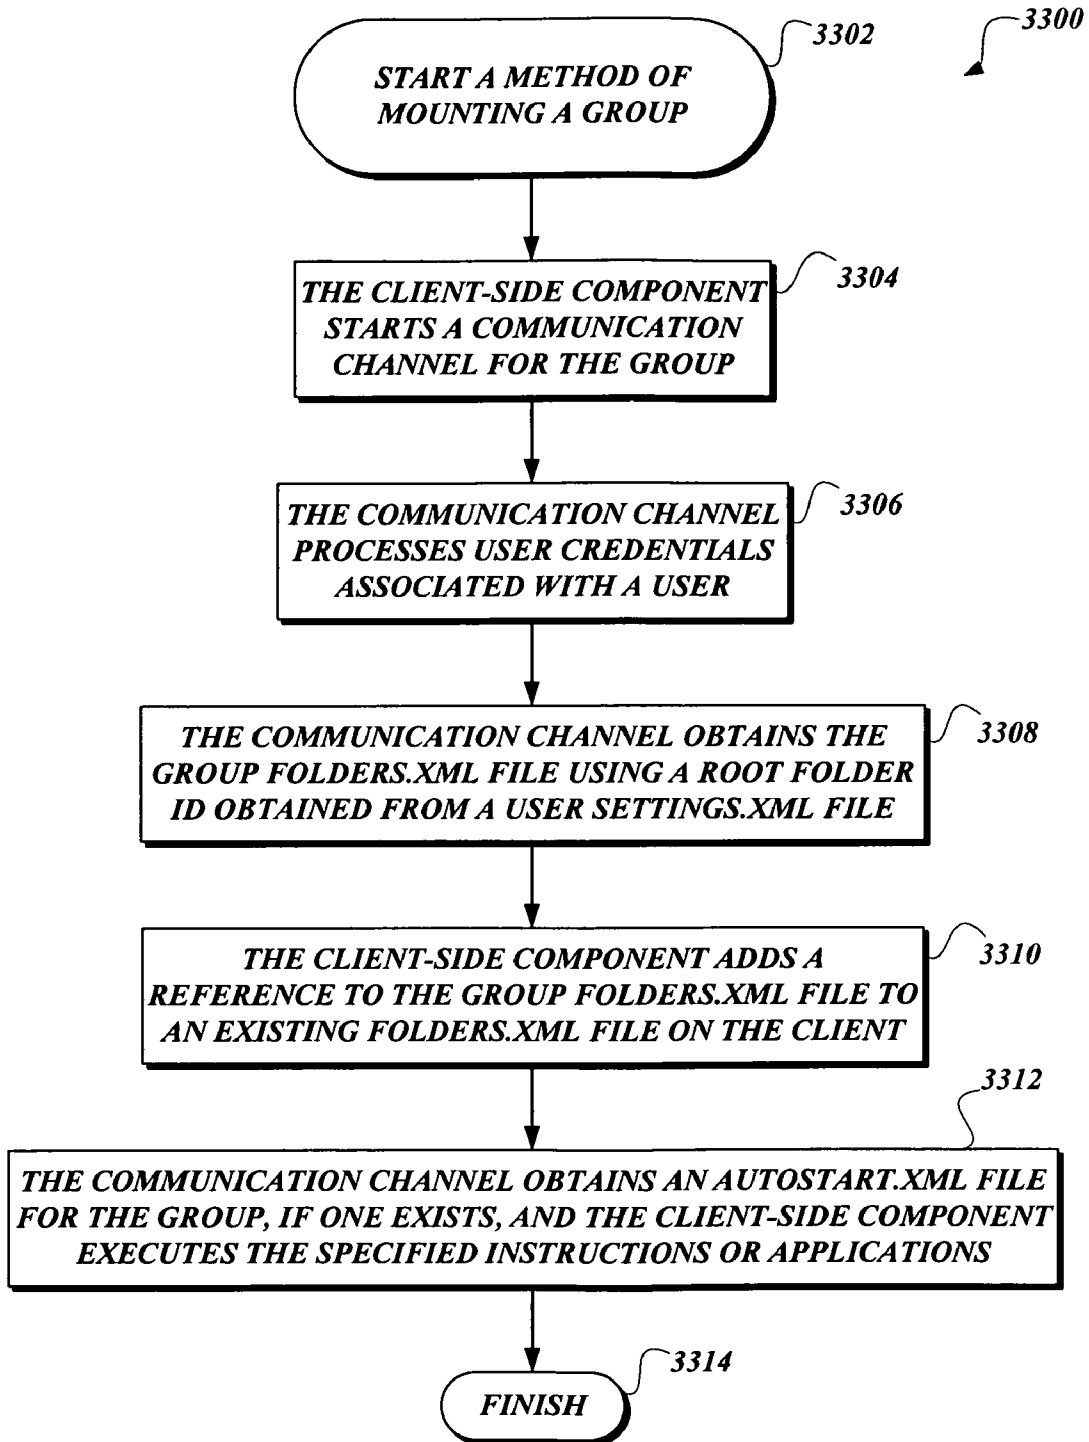 3300
3302
START A METHOD OF
MOUNTING A GROUP
3304
THE CLIENT-SIDE COMPONENT
STARTS A COMMUNICATION
CHANNEL FOR THE GROUP
3306
THE COMMUNICATION CHANNEL
PROCESSES USER CREDENTIALS
ASSOCIATED WITH A USER
3308
THE COMMUNICATION CHANNEL OBTAINS THE
GROUP FOLDERS.XML FILE USING A ROOT FOLDER
ID OBTAINED FROM A USER SETTINGS.XML FILE
3310
THE CLIENT-SIDE COMPONENT ADDS A
REFERENCE TO THE GROUP FOLDERS.XML FILE TO
AN EXISTING FOLDERS.XML FILE ON THE CLIENT
3312
THE COMMUNICATION CHANNEL OBTAINS AN AUTOSTART.XML FILE
FOR THE GROUP, IF ONE EXISTS, AND THE CLIENT-SIDE COMPONENT
EXECUTES THE SPECIFIED INSTRUCTIONS OR APPLICATIONS
3314
FINISH